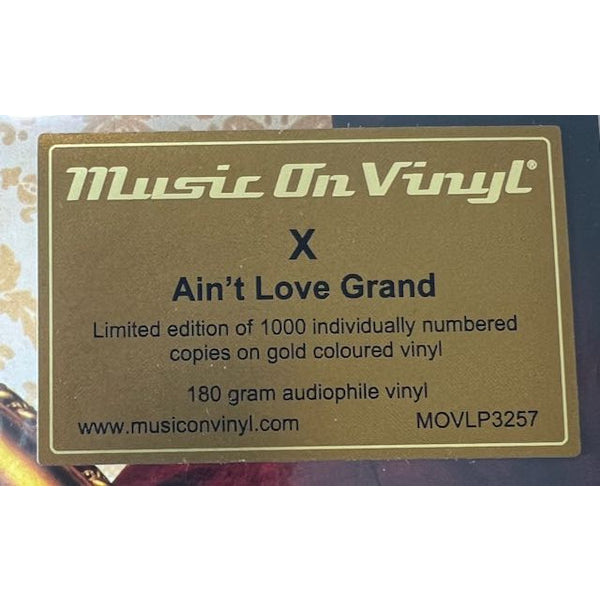 Music On Vinyl®
X
Ain't Love Grand
Limited edition of 1000 individually numbered
copies on gold coloured vinyl
180 gram audiophile vinyl
www.musiconvinyl.com MOVLP3257